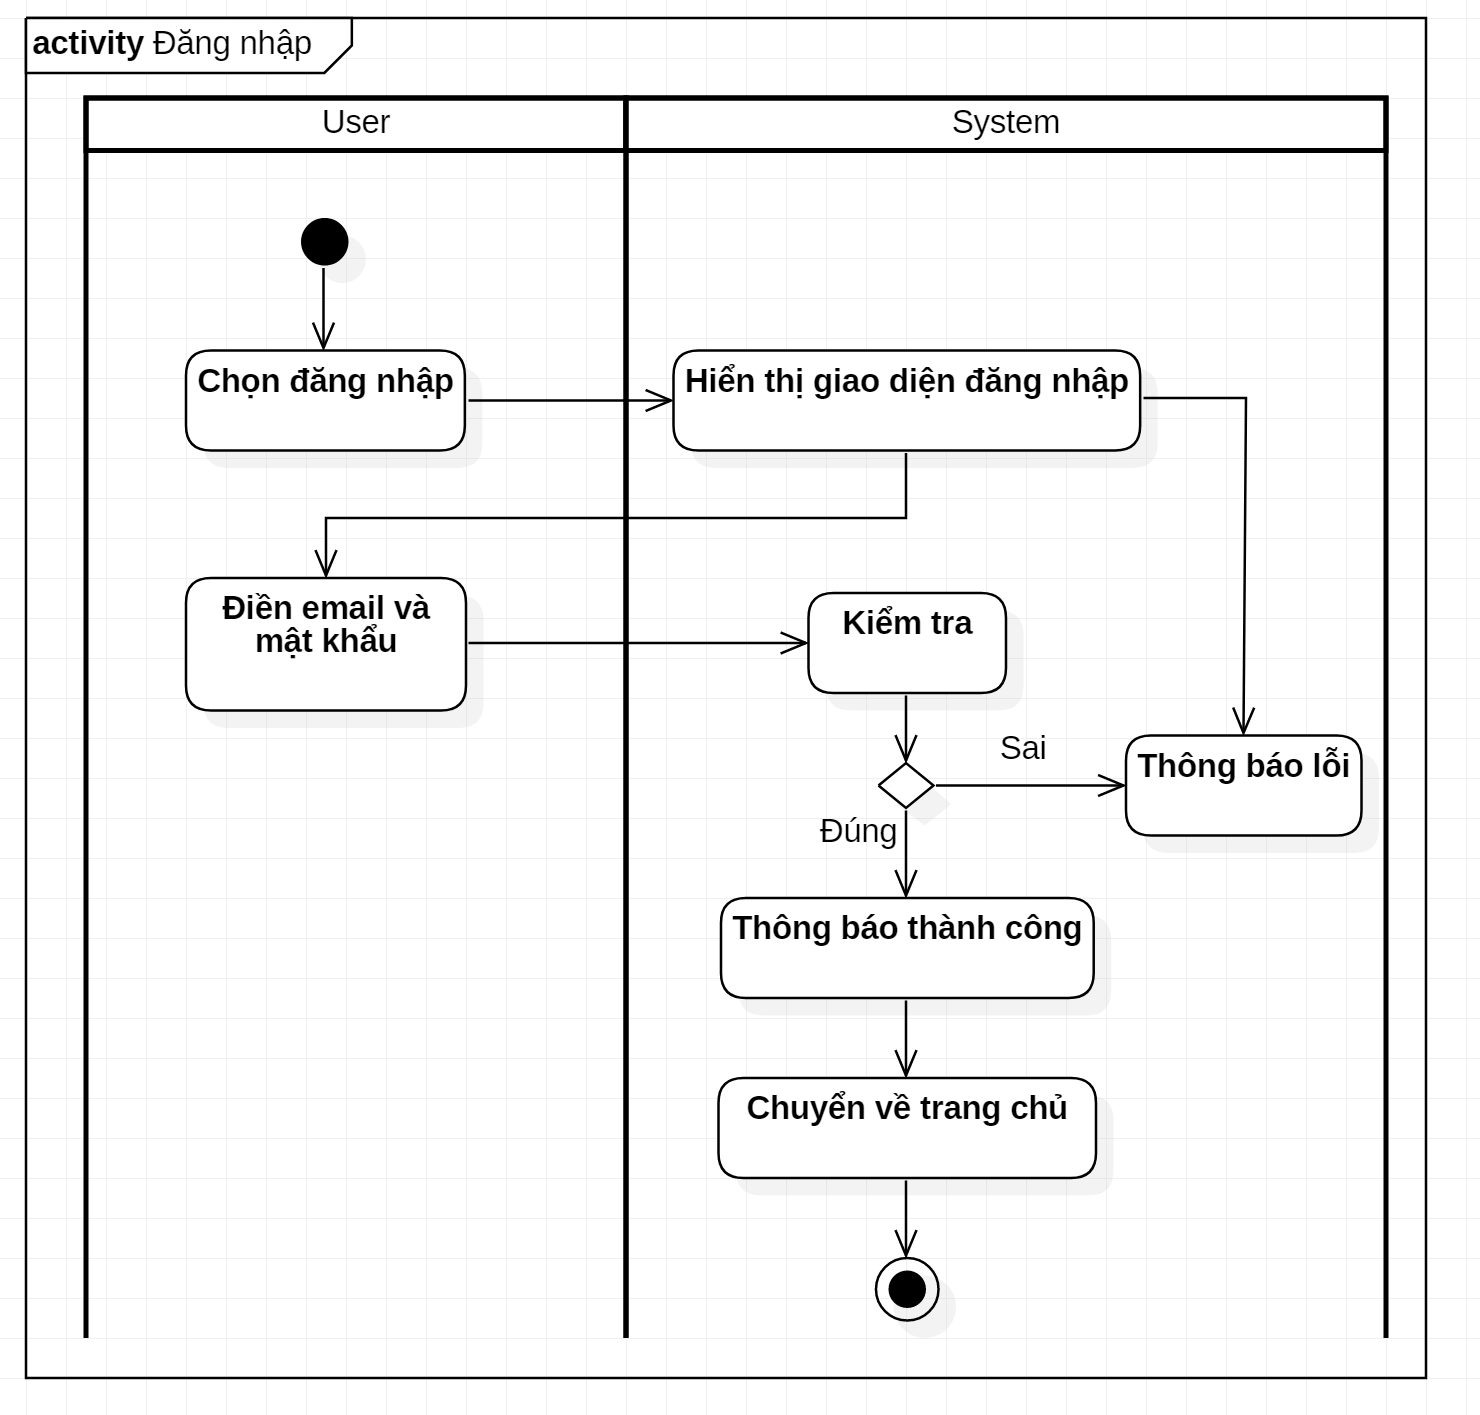 activity Đăng nhập
User
System
Chọn đăng nhập
Hiển thị giao diện đăng nhập
Điền email và
mật khẩu
Kiểm tra
Sai
Thông báo lỗi
Đúng
Thông báo thành công
Chuyển về trang chủ